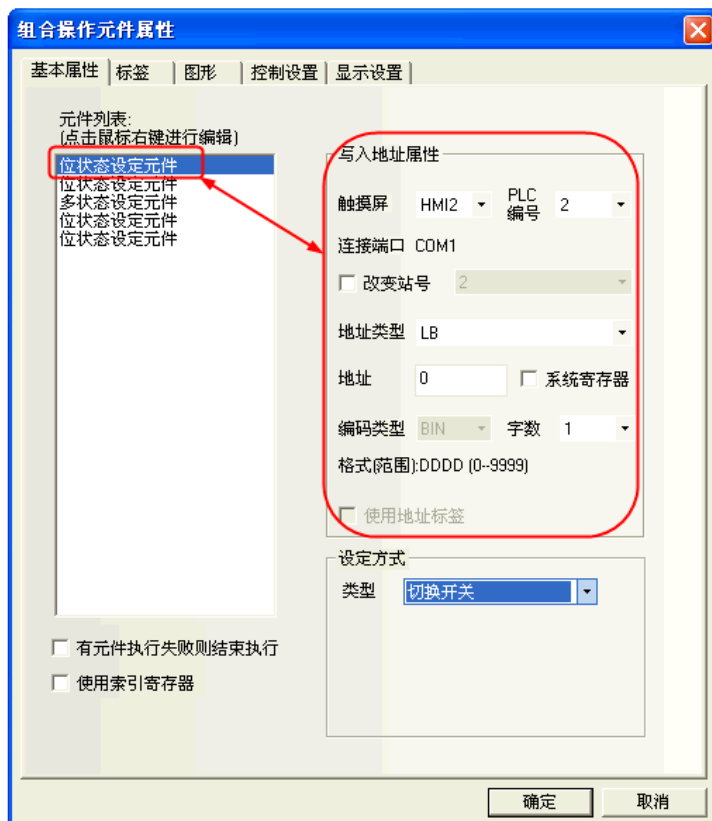 组合操作元件属性
基本属性 标签 图形 控制设置 显示设置
元件列表:
(点击鼠标右键进行编辑)
位状态设定元件
位状态设定元件
多状态设定元件
位状态设定元件
位状态设定元件
写入地址属性
触摸屏 HMI2 PLC编号 2
连接端口 COM1
改变站号 2
地址类型 LB
地址 0 系统寄存器
编码类型 BIN 字数 1
格式(范围):DDDD (0--9999)
使用地址标签
设定方式
类型 切换开关
有元件执行失败则结束执行
使用索引寄存器
确定 取消